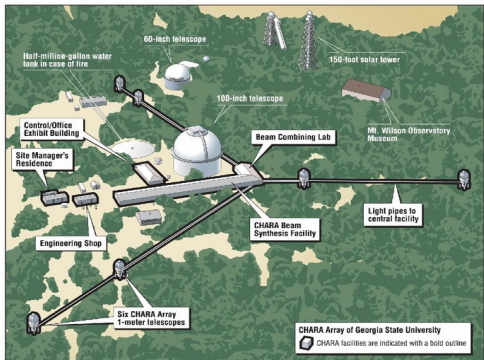 60-inch telescope
Half-million-gallon water
tank in case of fire
150-foot solar tower
100-inch telescope
Control/Office
Exhibit Building
Beam Combining Lab
Mt. Wilson Observatory
Museum
Site Manager's
Residence
Light pipes to
central facility
CHARA Beam
Synthesis Facility
Engineering Shop
Six CHARA Array
1-meter telescopes
CHARA Array of Georgia State University
CHARA facilities are indicated with a bold outline